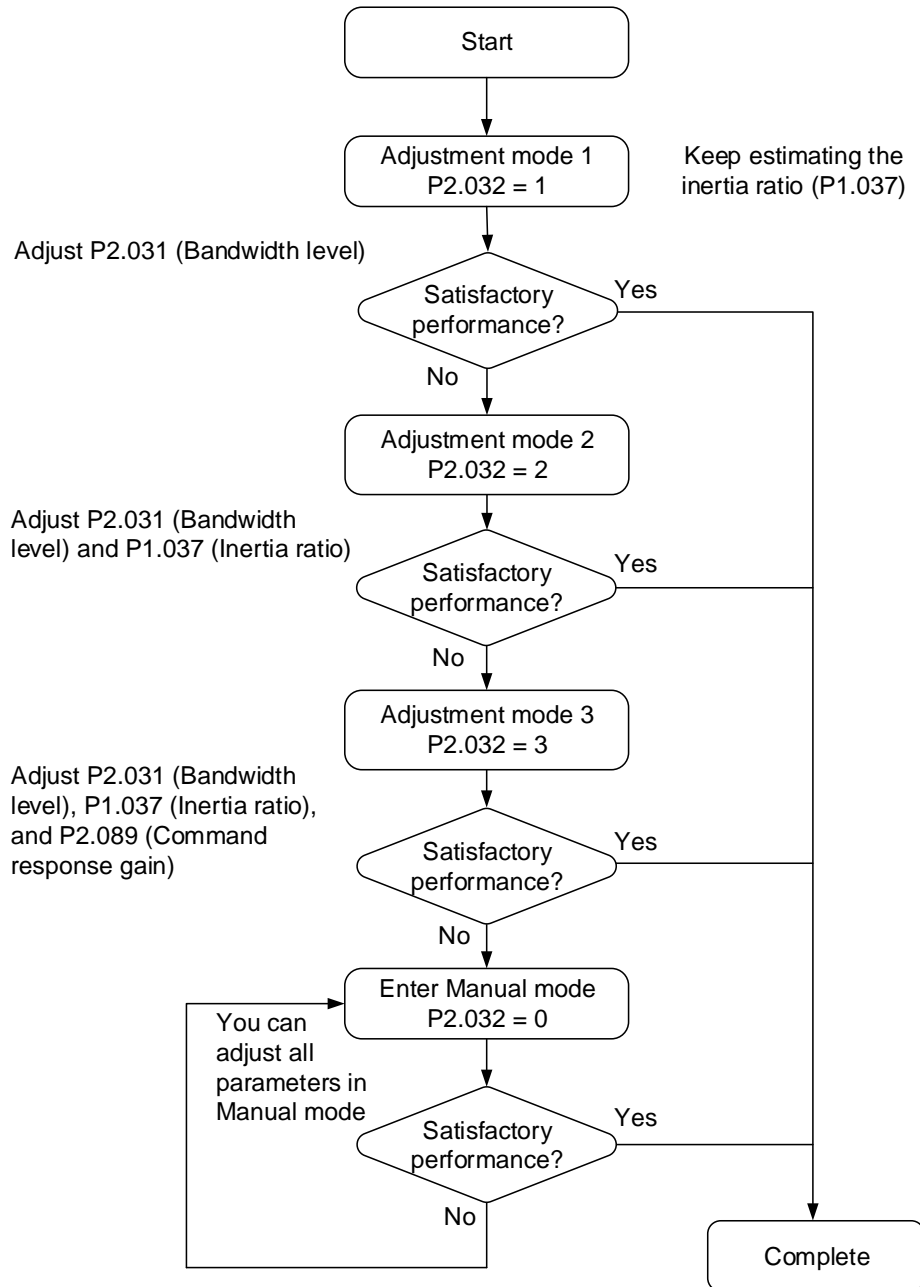 Start
Adjustment mode 1
P2.032 = 1
Keep estimating the
inertia ratio (P1.037)
Adjust P2.031 (Bandwidth level)
Satisfactory
performance?
Yes
No
Adjustment mode 2
P2.032 = 2
Adjust P2.031 (Bandwidth
level) and P1.037 (Inertia ratio)
Satisfactory
performance?
Yes
No
Adjustment mode 3
P2.032 = 3
Adjust P2.031 (Bandwidth
level), P1.037 (Inertia ratio),
and P2.089 (Command
response gain)
Satisfactory
performance?
Yes
No
Enter Manual mode
P2.032 = 0
You can
adjust all
parameters in
Manual mode
Satisfactory
performance?
Yes
No
Complete